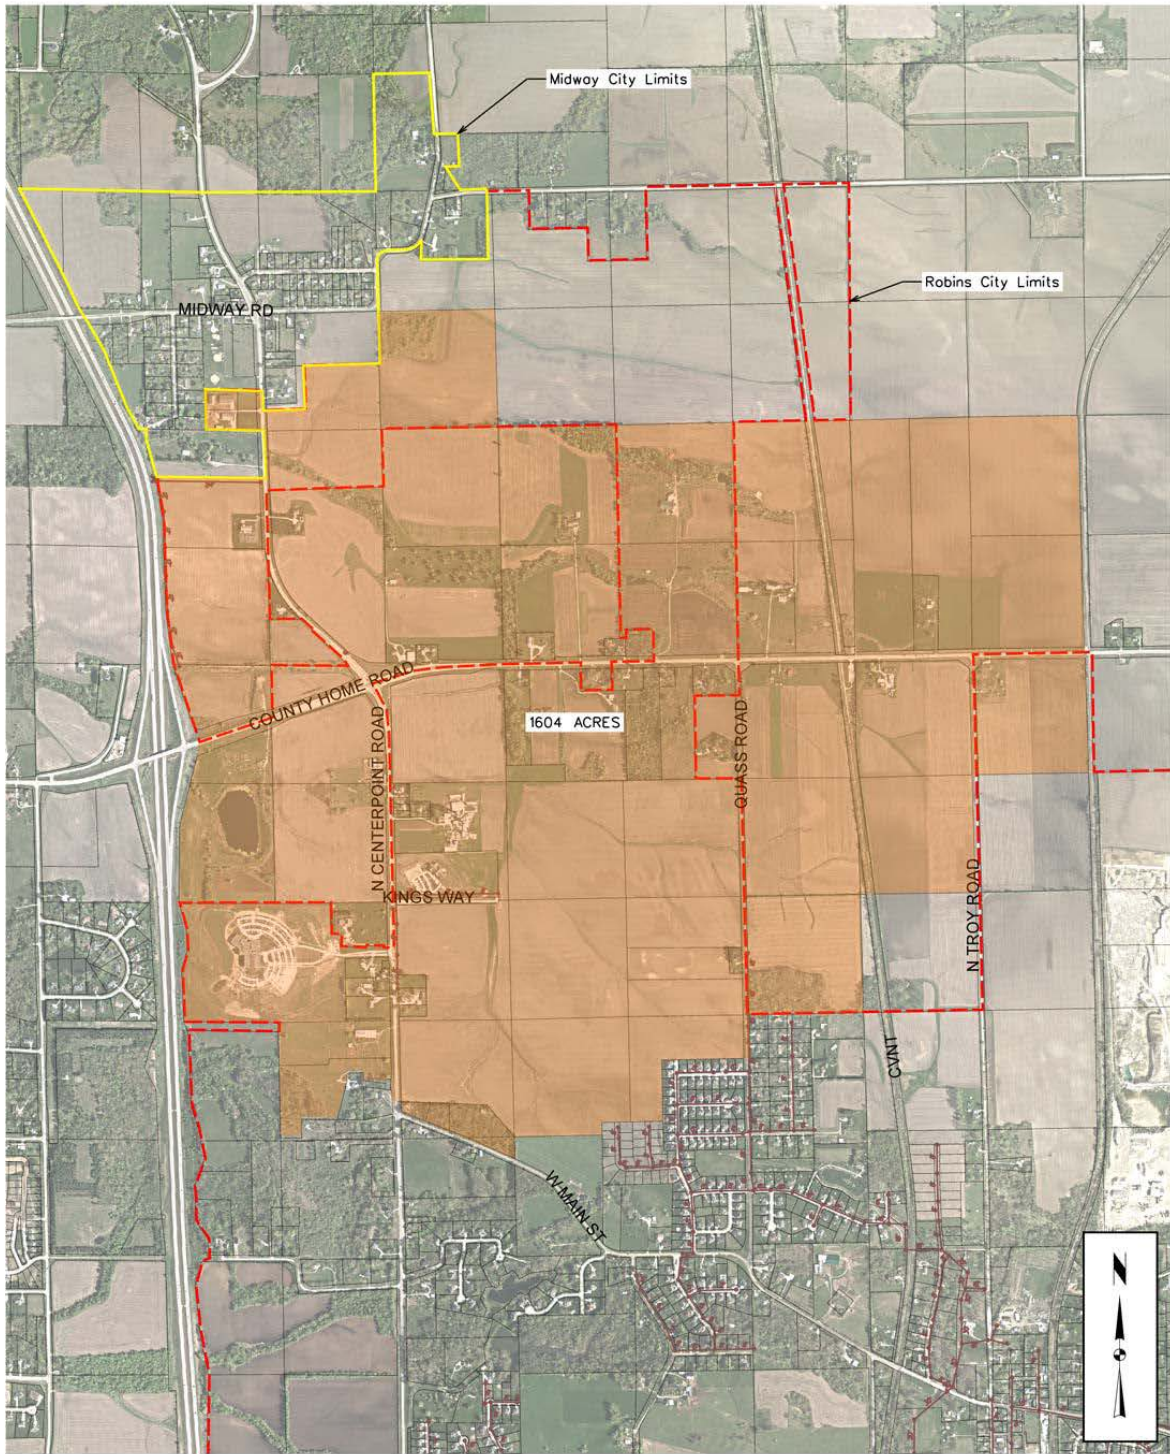 Midway City Limits
Robins City Limits
MIDWAY RD
COUNTY HOME ROAD
1604 ACRES
N CENTERPOINT ROAD
QUASS ROAD
KINGS WAY
N TROY ROAD
CVNT
W MAIN ST
N